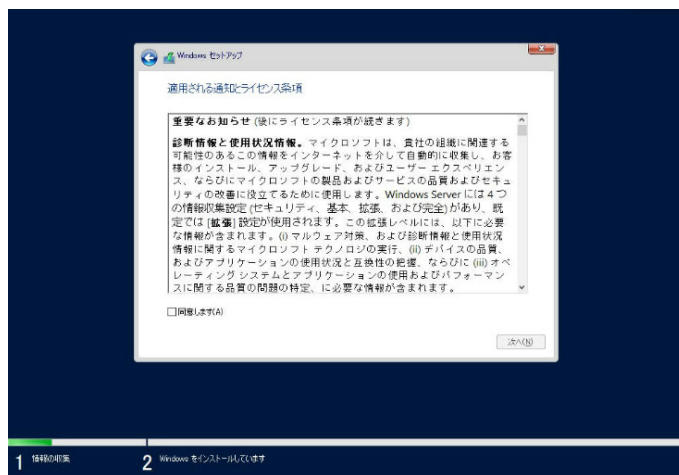 Windows セットアップ
適用される通知とライセンス条項
重要なお知らせ (後にライセンス条項が続きます)
診断情報と使用状況情報。マイクロソフトは、貴社の組織に関連する
可能性のあるこの情報をインターネットを介して自動的に収集し、お客
様のインストール、アップグレード、およびユーザー エクスペリエン
ス、ならびにマイクロソフトの製品およびサービスの品質およびセキュ
リティの改善に役立てるために使用します。Windows Server には 4 つ
の情報収集設定 (セキュリティ、基本、拡張、および完全) があり、既
定では [拡張] 設定が使用されます。この拡張レベルには、以下に必要
な情報が含まれます。(i) マルウェア対策、および診断情報と使用状況
情報に関するマイクロソフト テクノロジの実行、(ii) デバイスの品質、
およびアプリケーションの使用状況と互換性の把握、ならびに (iii) オペ
レーティング システムとアプリケーションの使用およびパフォーマン
スに関する品質の問題の特定、に必要な情報が含まれます。
同意します(A)
次へ(N)
1 情報の収集
2 Windows をインストールしています